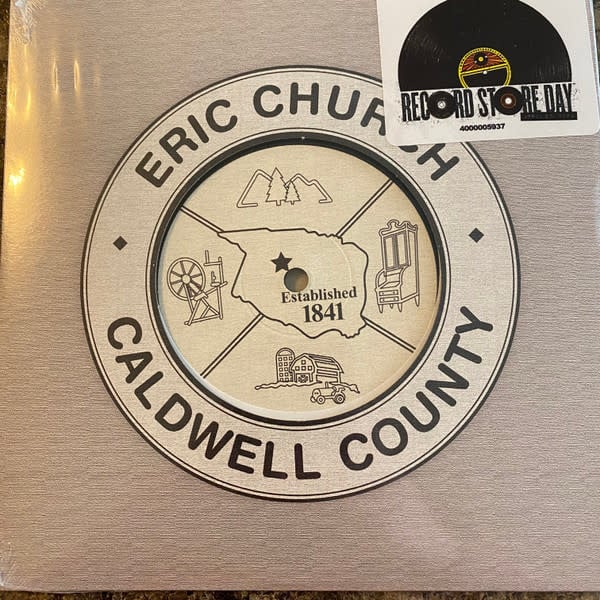 RECORD STORE DAY
4000005937
ERIC CHURCH
Established
1841
CALDWELL COUNTY